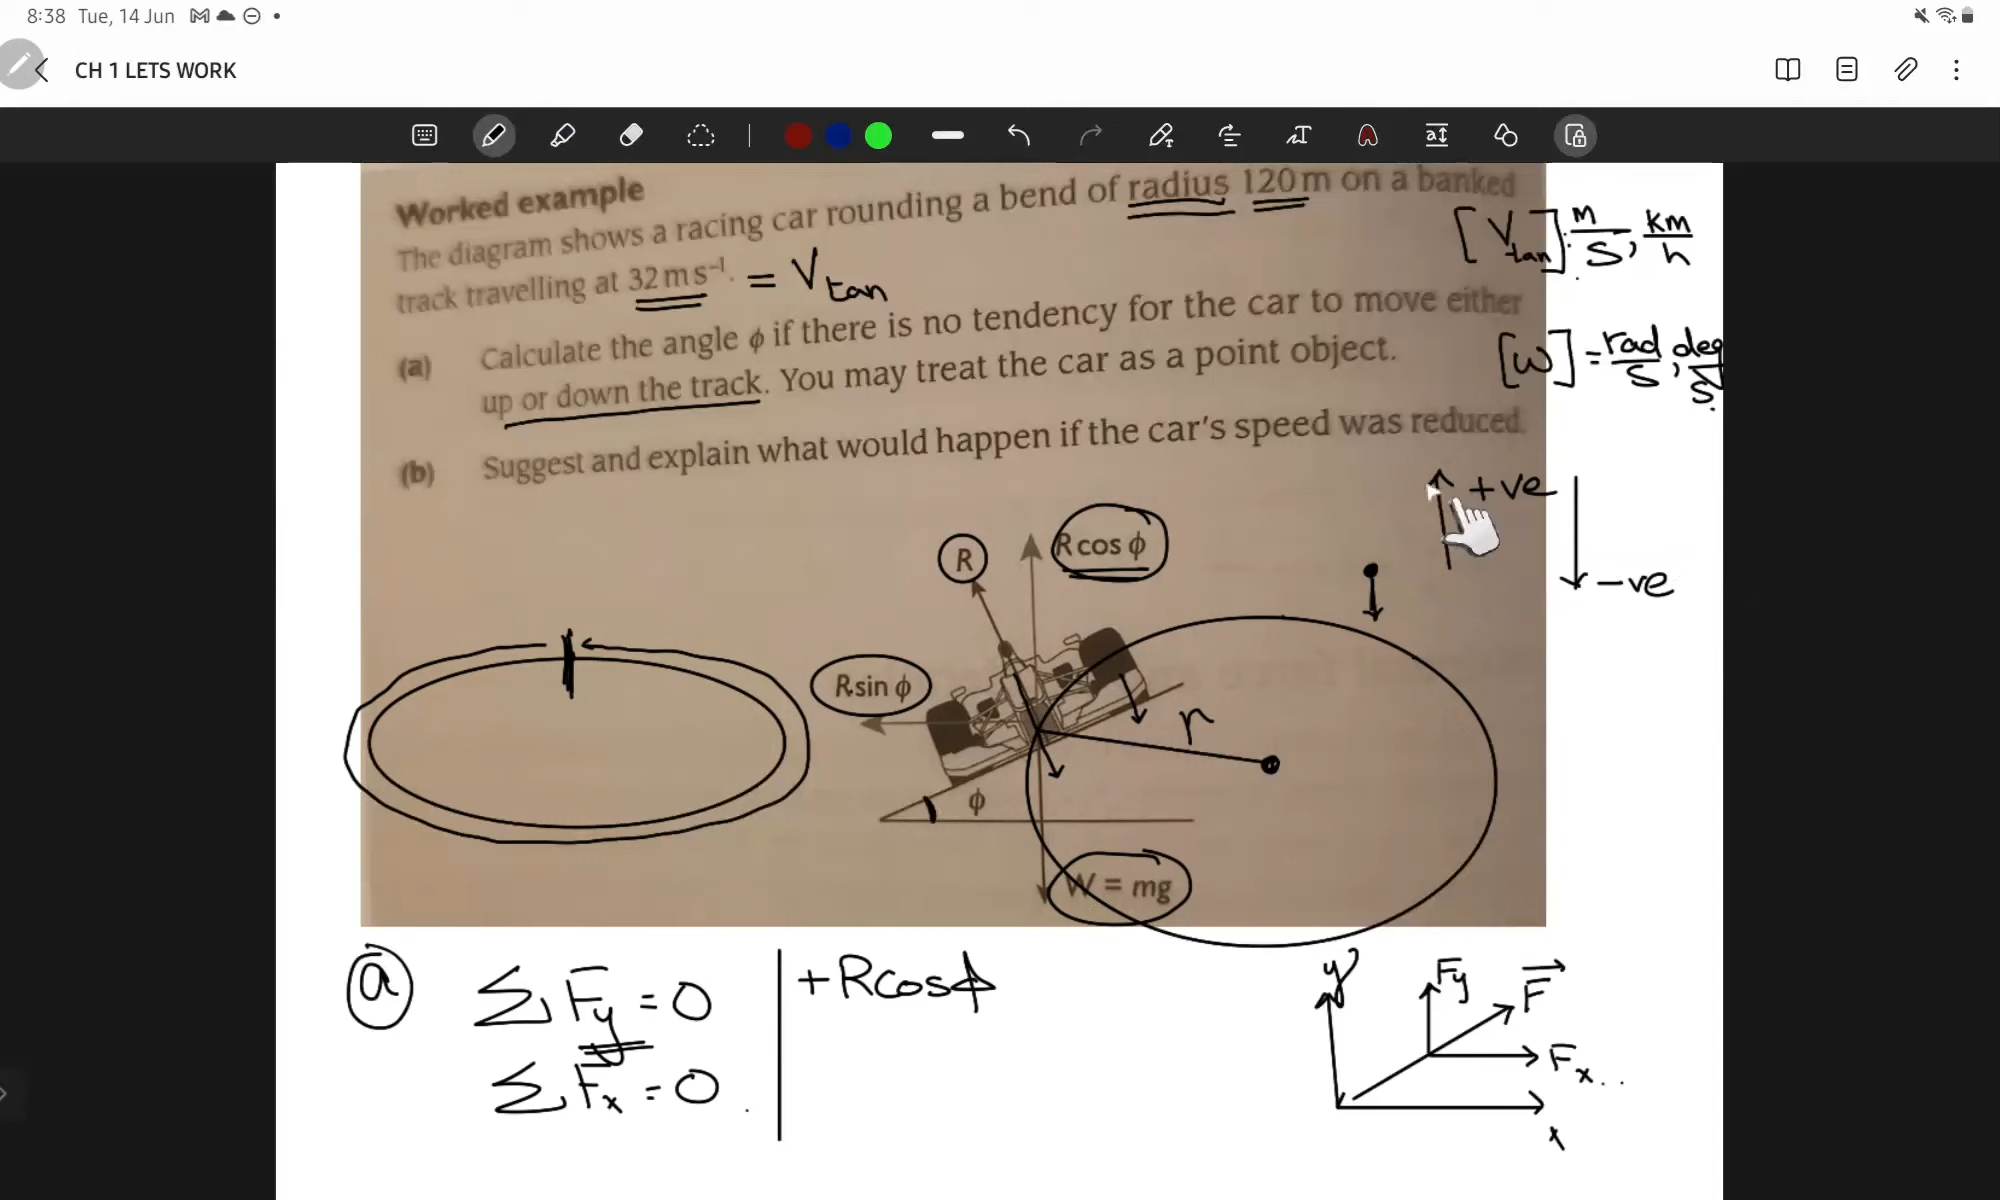 8:38 Tue, 14 Jun
CH 1 LETS WORK
Worked example
The diagram shows a racing car rounding a bend of radius 120 m on a banked
track travelling at 32 m s⁻¹. = Vtan
[Vtan]: m/s, km/h
(a) Calculate the angle ϕ if there is no tendency for the car to move either
up or down the track. You may treat the car as a point object.
[W] = rad/s, deg/s.
(b) Suggest and explain what would happen if the car's speed was reduced.
+ve
-ve
R
R cos ϕ
R sin ϕ
r
ϕ
W = mg
a
ΣFy = 0
+Rcosϕ
ΣFx = 0
y
Fy
F
Fx
x